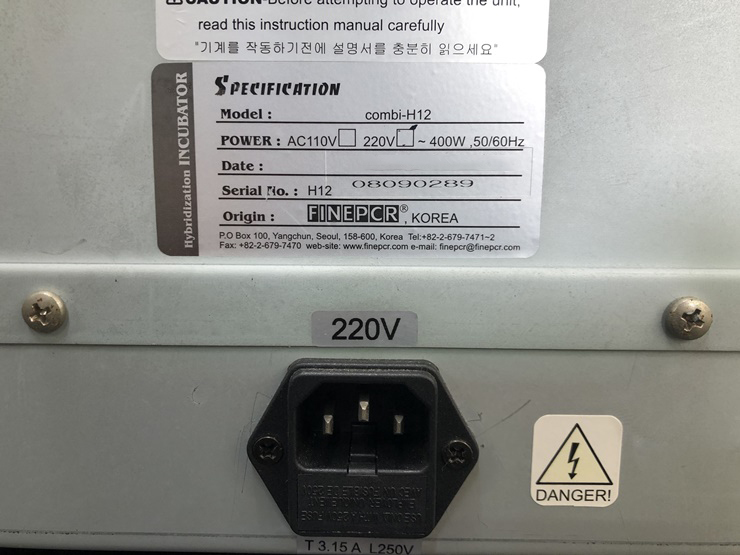 CAUTION-Before attempting to operate the unit,
read this instruction manual carefully
"기계를 작동하기전에 설명서를 충분히 읽으세요"
Hybridization INCUBATOR
SPECIFICATION
Model : combi-H12
POWER : AC110V 220V ~ 400W ,50/60Hz
Date :
Serial No. : H12 08090289
Origin : FINEPCR® , KOREA
P.O Box 100, Yangchun, Seoul, 158-600, Korea Tel:+82-2-679-7471~2
Fax: +82-2-679-7470 web-site: www.finepcr.com e-mail: finepcr@finepcr.com
220V
DANGER!
T 3.15 A L250V